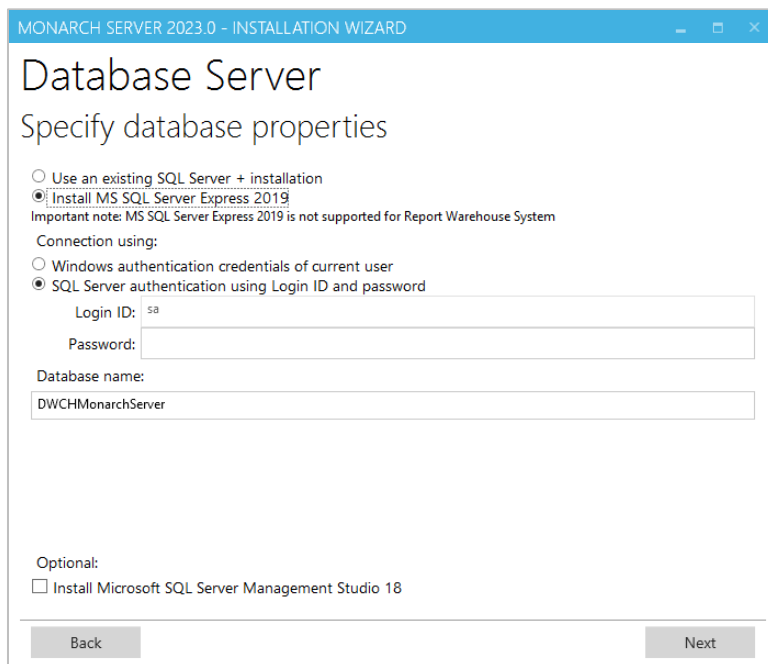 MONARCH SERVER 2023.0 - INSTALLATION WIZARD
Database Server
Specify database properties
Use an existing SQL Server + installation
Install MS SQL Server Express 2019
Important note: MS SQL Server Express 2019 is not supported for Report Warehouse System
Connection using:
Windows authentication credentials of current user
SQL Server authentication using Login ID and password
Login ID: sa
Password:
Database name:
DWCHMonarchServer
Optional:
Install Microsoft SQL Server Management Studio 18
Back Next